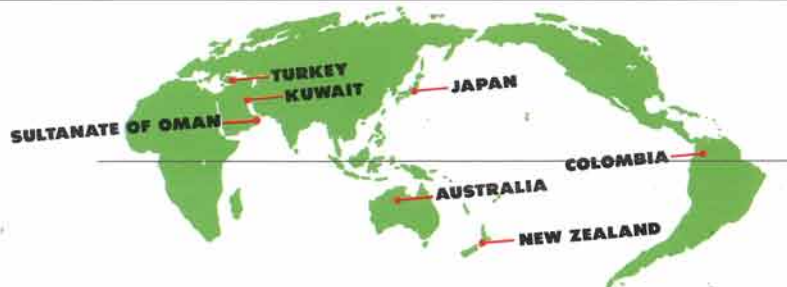 TURKEY
KUWAIT
JAPAN
SULTANATE OF OMAN
COLOMBIA
AUSTRALIA
NEW ZEALAND